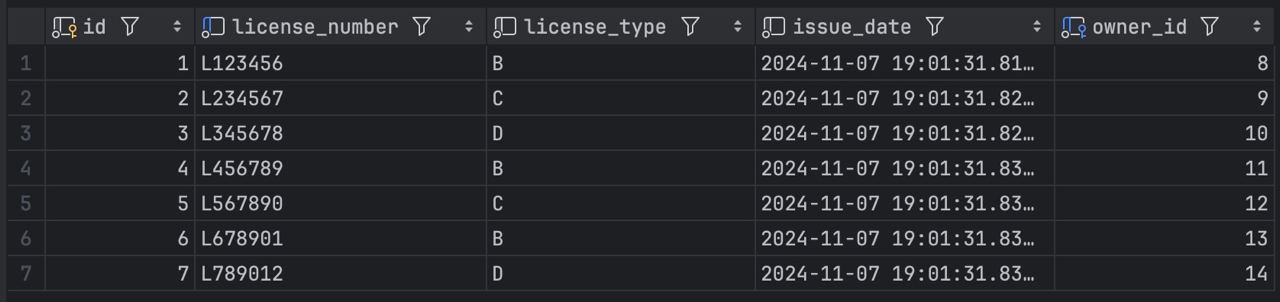 id license_number license_type issue_date owner_id
1 1 L123456 B 2024-11-07 19:01:31.81… 8
2 2 L234567 C 2024-11-07 19:01:31.82… 9
3 3 L345678 D 2024-11-07 19:01:31.82… 10
4 4 L456789 B 2024-11-07 19:01:31.83… 11
5 5 L567890 C 2024-11-07 19:01:31.83… 12
6 6 L678901 B 2024-11-07 19:01:31.83… 13
7 7 L789012 D 2024-11-07 19:01:31.83… 14